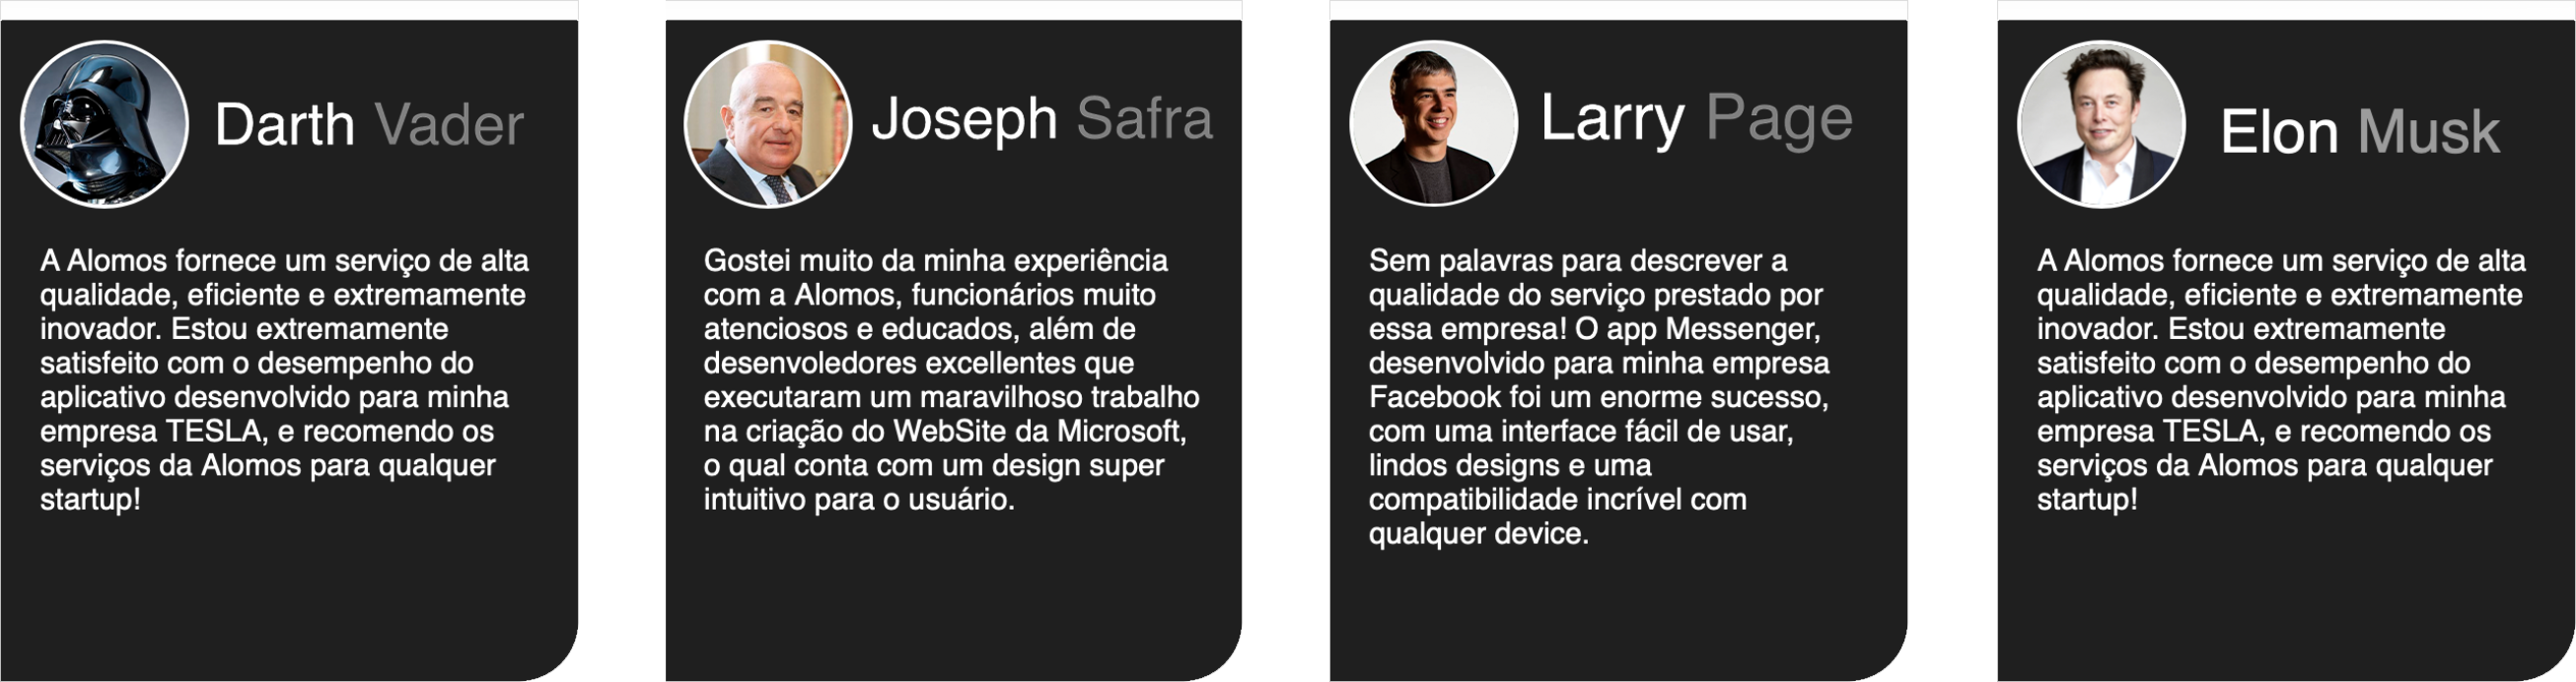 Darth Vader
A Alomos fornece um serviço de alta
qualidade, eficiente e extremamente
inovador. Estou extremamente
satisfeito com o desempenho do
aplicativo desenvolvido para minha
empresa TESLA, e recomendo os
serviços da Alomos para qualquer
startup!
Joseph Safra
Gostei muito da minha experiência
com a Alomos, funcionários muito
atenciosos e educados, além de
desenvoledores excellentes que
executaram um maravilhoso trabalho
na criação do WebSite da Microsoft,
o qual conta com um design super
intuitivo para o usuário.
Larry Page
Sem palavras para descrever a
qualidade do serviço prestado por
essa empresa! O app Messenger,
desenvolvido para minha empresa
Facebook foi um enorme sucesso,
com uma interface fácil de usar,
lindos designs e uma
compatibilidade incrível com
qualquer device.
Elon Musk
A Alomos fornece um serviço de alta
qualidade, eficiente e extremamente
inovador. Estou extremamente
satisfeito com o desempenho do
aplicativo desenvolvido para minha
empresa TESLA, e recomendo os
serviços da Alomos para qualquer
startup!